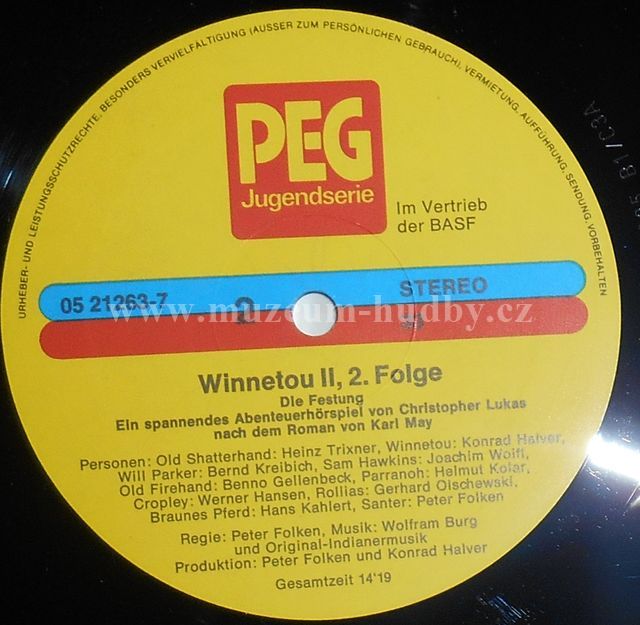 URHEBER- UND LEISTUNGSSCHUTZRECHTE, BESONDERS VERVIELFÄLTIGUNG (AUSSER ZUM PERSÖNLICHEN GEBRAUCH), VERMIETUNG, AUFFÜHRUNG, SENDUNG, VORBEHALTEN
PEG
Jugendserie
Im Vertrieb
der BASF
05 21263-7
2
STEREO
www.muzeum-hudby.cz
Winnetou II, 2. Folge
Die Festung
Ein spannendes Abenteuerhörspiel von Christopher Lukas
nach dem Roman von Karl May
Personen: Old Shatterhand: Heinz Trixner, Winnetou: Konrad Halver,
Will Parker: Bernd Kreibich, Sam Hawkins: Joachim Wolff,
Old Firehand: Benno Gellenbeck, Parranoh: Helmut Kolar,
Cropley: Werner Hansen, Rollias: Gerhard Olschewski,
Braunes Pferd: Hans Kahlert, Santer: Peter Folken
Regie: Peter Folken, Musik: Wolfram Burg
und Original-Indianermusik
Produktion: Peter Folken und Konrad Halver
Gesamtzeit 14'19